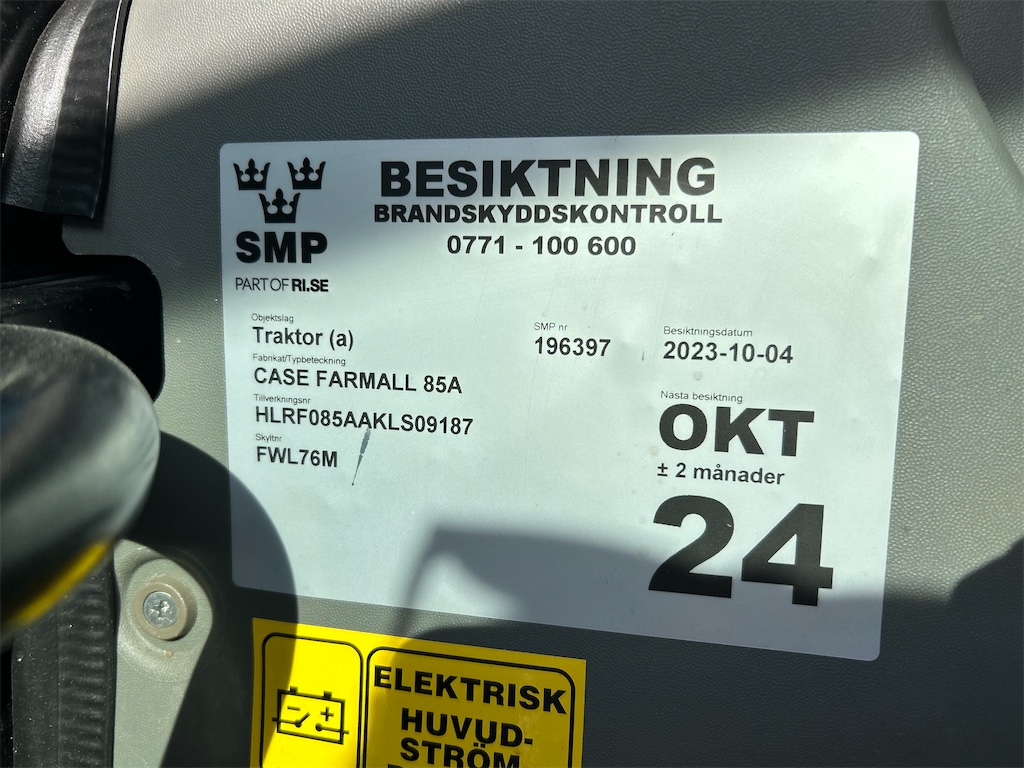 BESIKTNING
BRANDSKYDDSKONTROLL
0771 - 100 600
SMP
PART OF RI.SE
Objektslag
Traktor (a)
Fabrikat/Typbeteckning
CASE FARMALL 85A
Tillverkningsnr
HLRF085AAKLS09187
Skyltnr
FWL76M
SMP nr
196397
Besiktningsdatum
2023-10-04
Nästa besiktning
OKT
± 2 månader
24
ELEKTRISK
HUVUD-
STRÖM